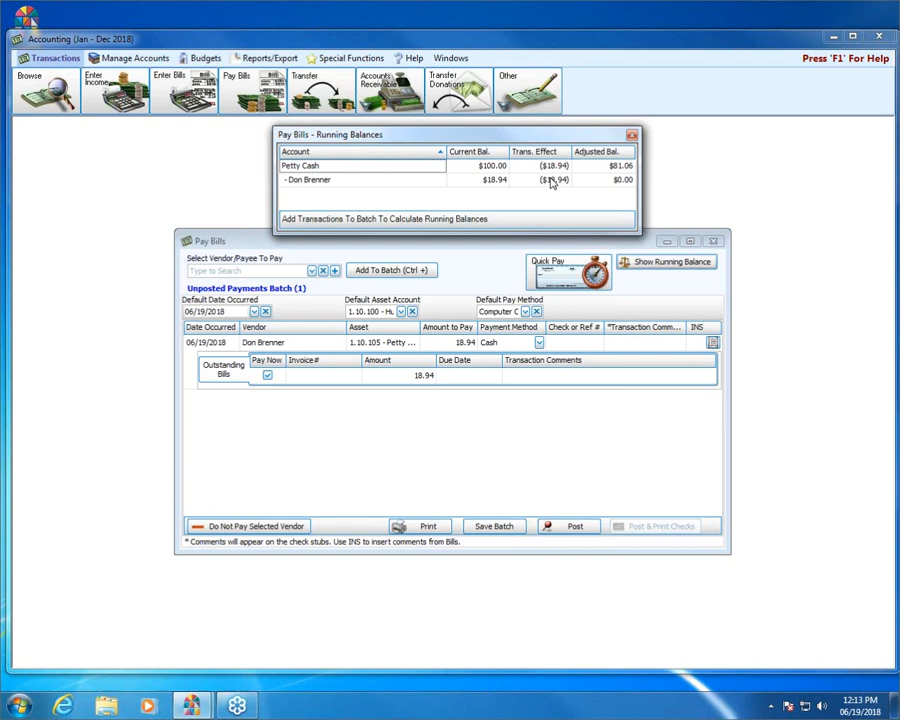 Accounting (Jan - Dec 2018)
Transactions Manage Accounts Budgets Reports/Export Special Functions Help Windows Press 'F1' For Help
Browse
Enter Income
Enter Bills
Pay Bills
Transfer
Accounts Receivable
Transfer Donations
Other
Pay Bills - Running Balances
Account Current Bal. Trans. Effect Adjusted Bal.
Petty Cash $100.00 ($18.94) $81.06
- Don Brenner $18.94 ($18.94) $0.00
Add Transactions To Batch To Calculate Running Balances
Pay Bills
Select Vendor/Payee To Pay
Type to Search Add To Batch (Ctrl +) Quick Pay Show Running Balance
Unposted Payments Batch (1)
Default Date Occurred Default Asset Account Default Pay Method
06/19/2018 1.10.100 - Hu Computer C
Date Occurred Vendor Asset Amount to Pay Payment Method Check or Ref # *Transaction Comm... INS
06/19/2018 Don Brenner 1.10.105 - Petty ... 18.94 Cash
Outstanding Bills
Pay Now Invoice# Amount Due Date Transaction Comments
18.94
Do Not Pay Selected Vendor Print Save Batch Post Post & Print Checks
* Comments will appear on the check stubs. Use INS to insert comments from Bills.
12:13 PM
06/19/2018